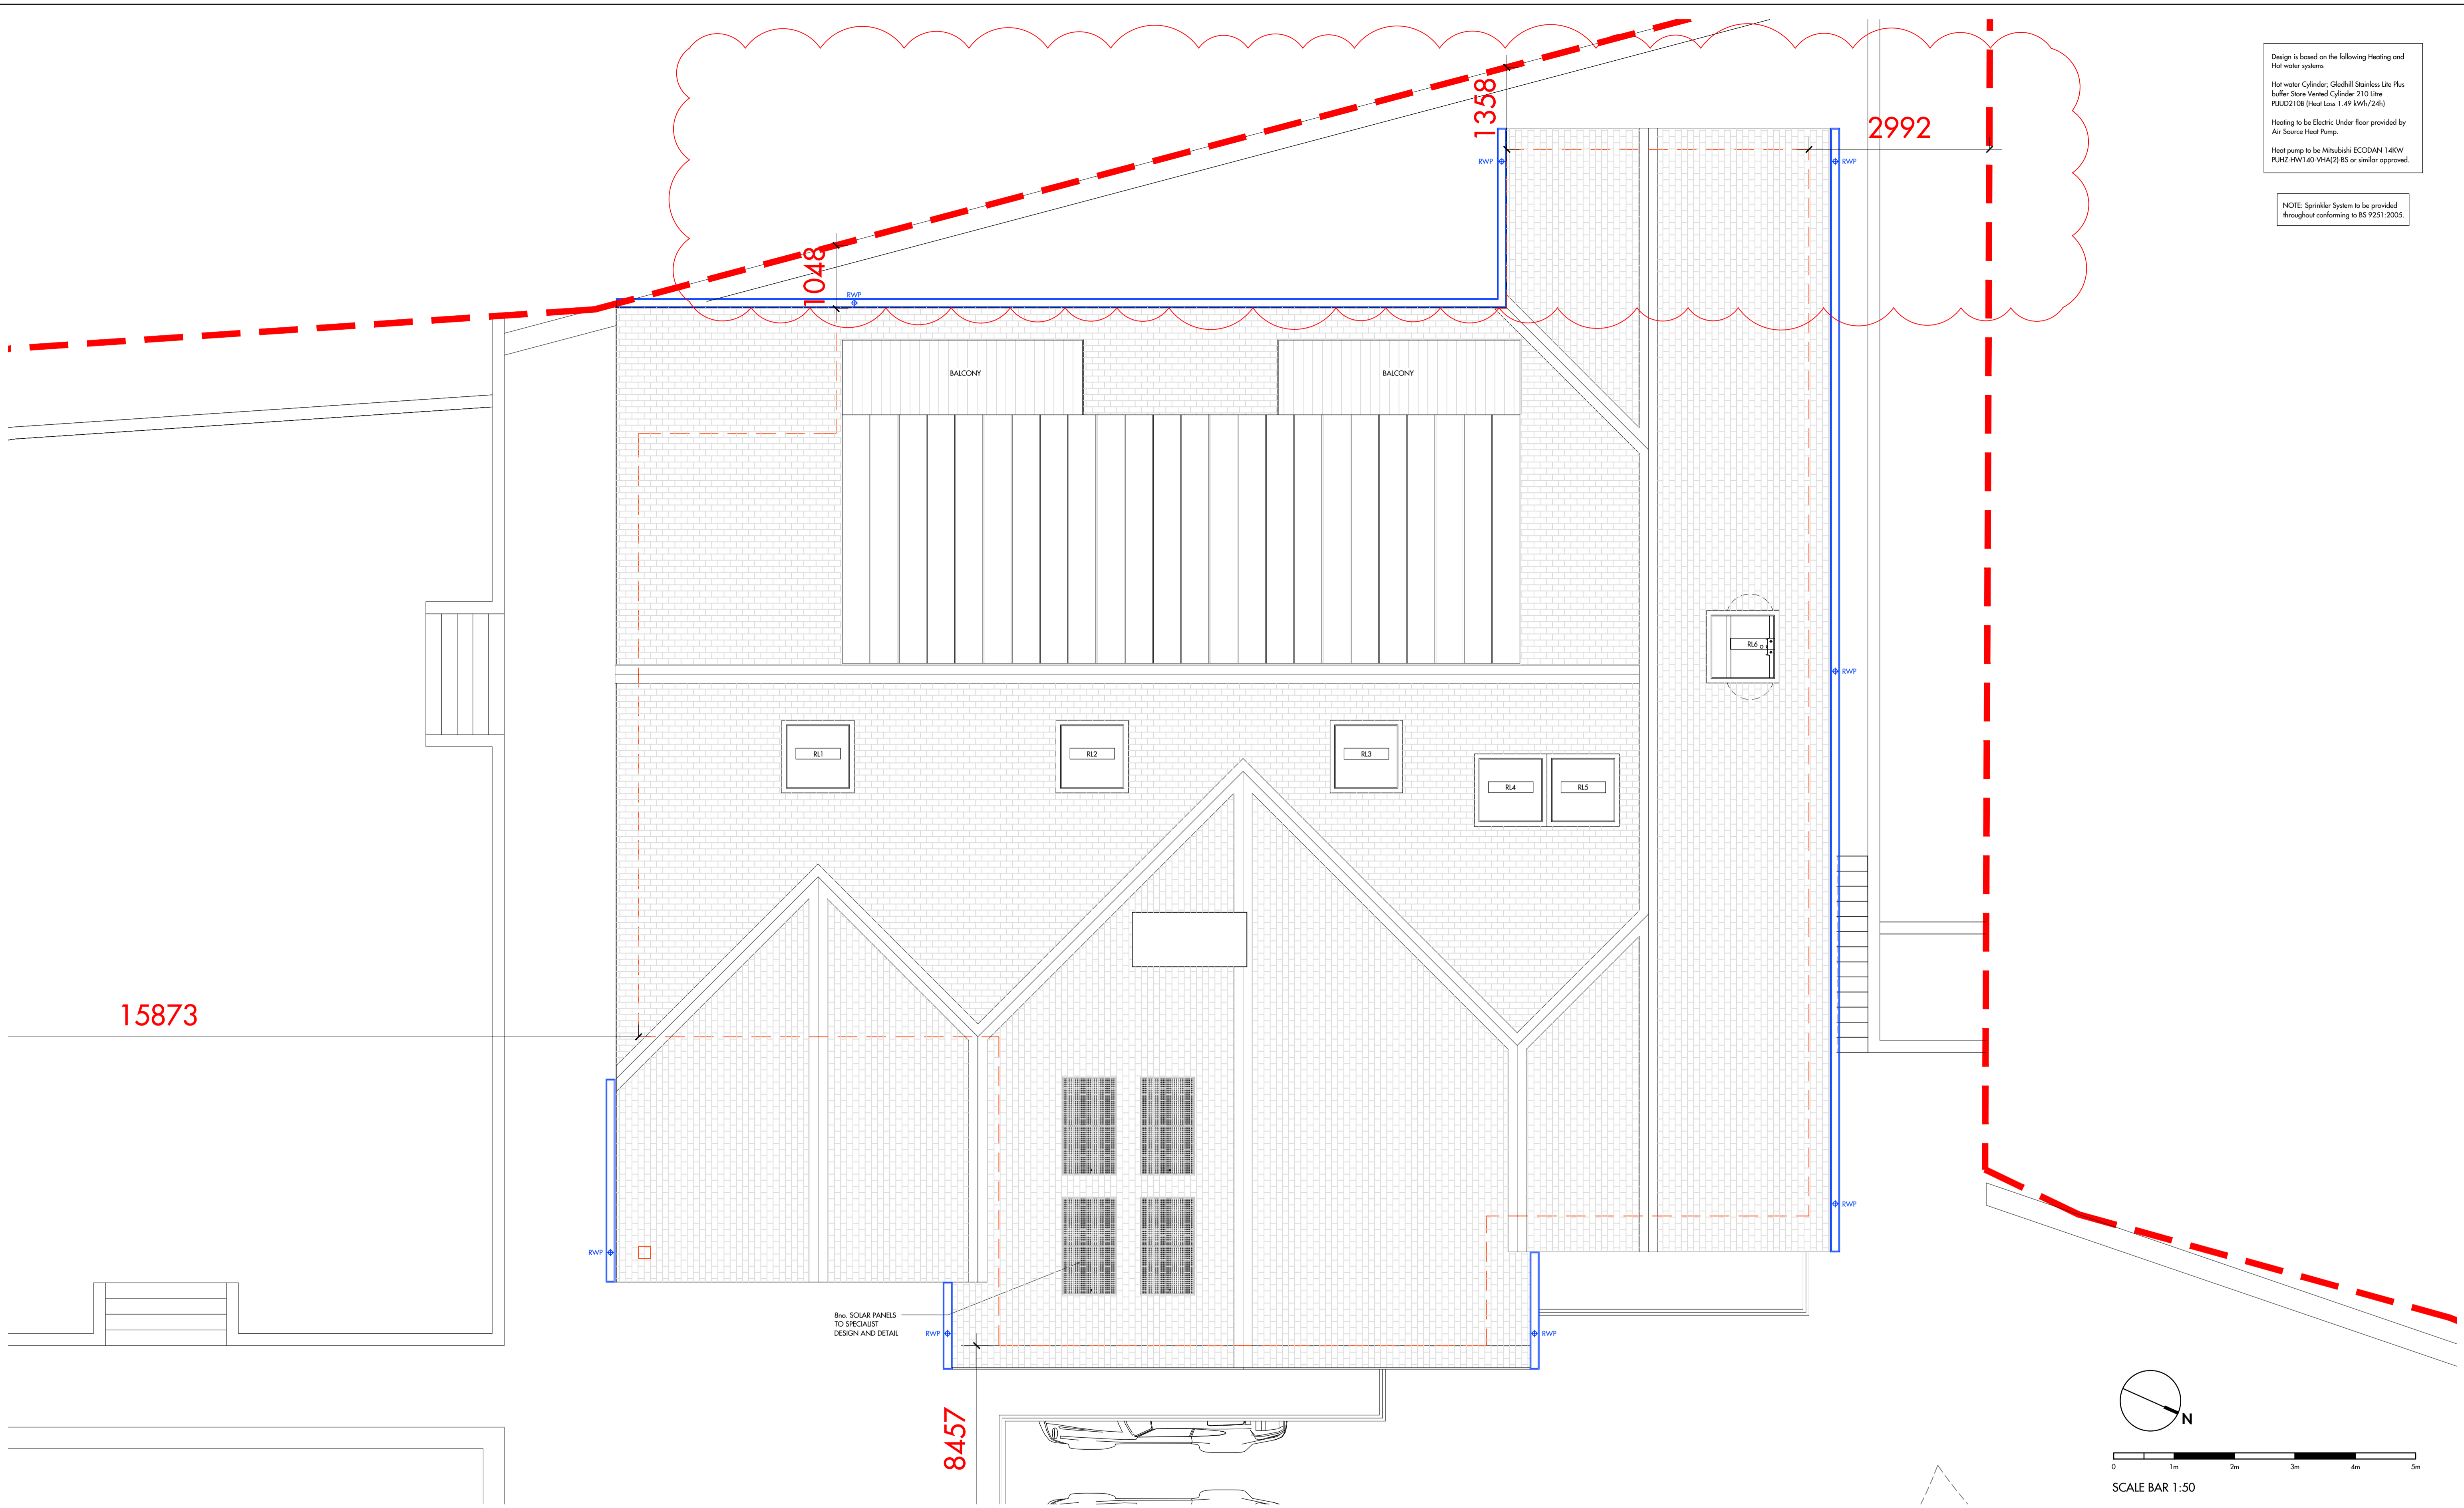 Design is based on the following Heating and
Hot water systems
Hot water Cylinder; Gledhill Stainless Lite Plus
buffer Store Vented Cylinder 210 Litre
PLIUD210B (Heat Loss 1.49 kWh/24h)
Heating to be Electric Under floor provided by
Air Source Heat Pump.
Heat pump to be Mitsubishi ECODAN 14KW
PUHZ-HW140-VHA(2)-BS or similar approved.
NOTE: Sprinkler System to be provided
throughout conforming to BS 9251:2005.
1358
2992
RWP
RWP
1048
RWP
BALCONY
BALCONY
RL6
RWP
RL1
RL2
RL3
RL4
RL5
15873
RWP
RWP
8no. SOLAR PANELS
TO SPECIALIST
DESIGN AND DETAIL
RWP
RWP
8457
N
0 1m 2m 3m 4m 5m
SCALE BAR 1:50